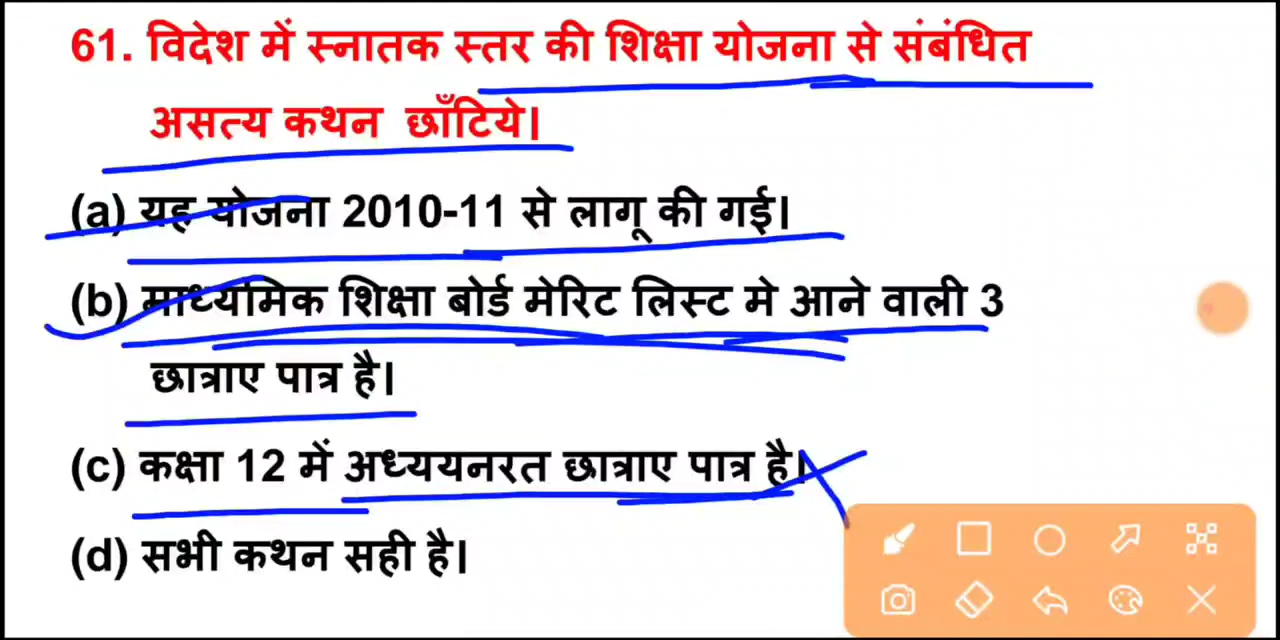 61. विदेश में स्नातक स्तर की शिक्षा योजना से संबंधित
असत्य कथन छाँटिये।
(a) यह योजना 2010-11 से लागू की गई।
(b) माध्यमिक शिक्षा बोर्ड मेरिट लिस्ट मे आने वाली 3
छात्राए पात्र है।
(c) कक्षा 12 में अध्ययनरत छात्राए पात्र है।
(d) सभी कथन सही है।